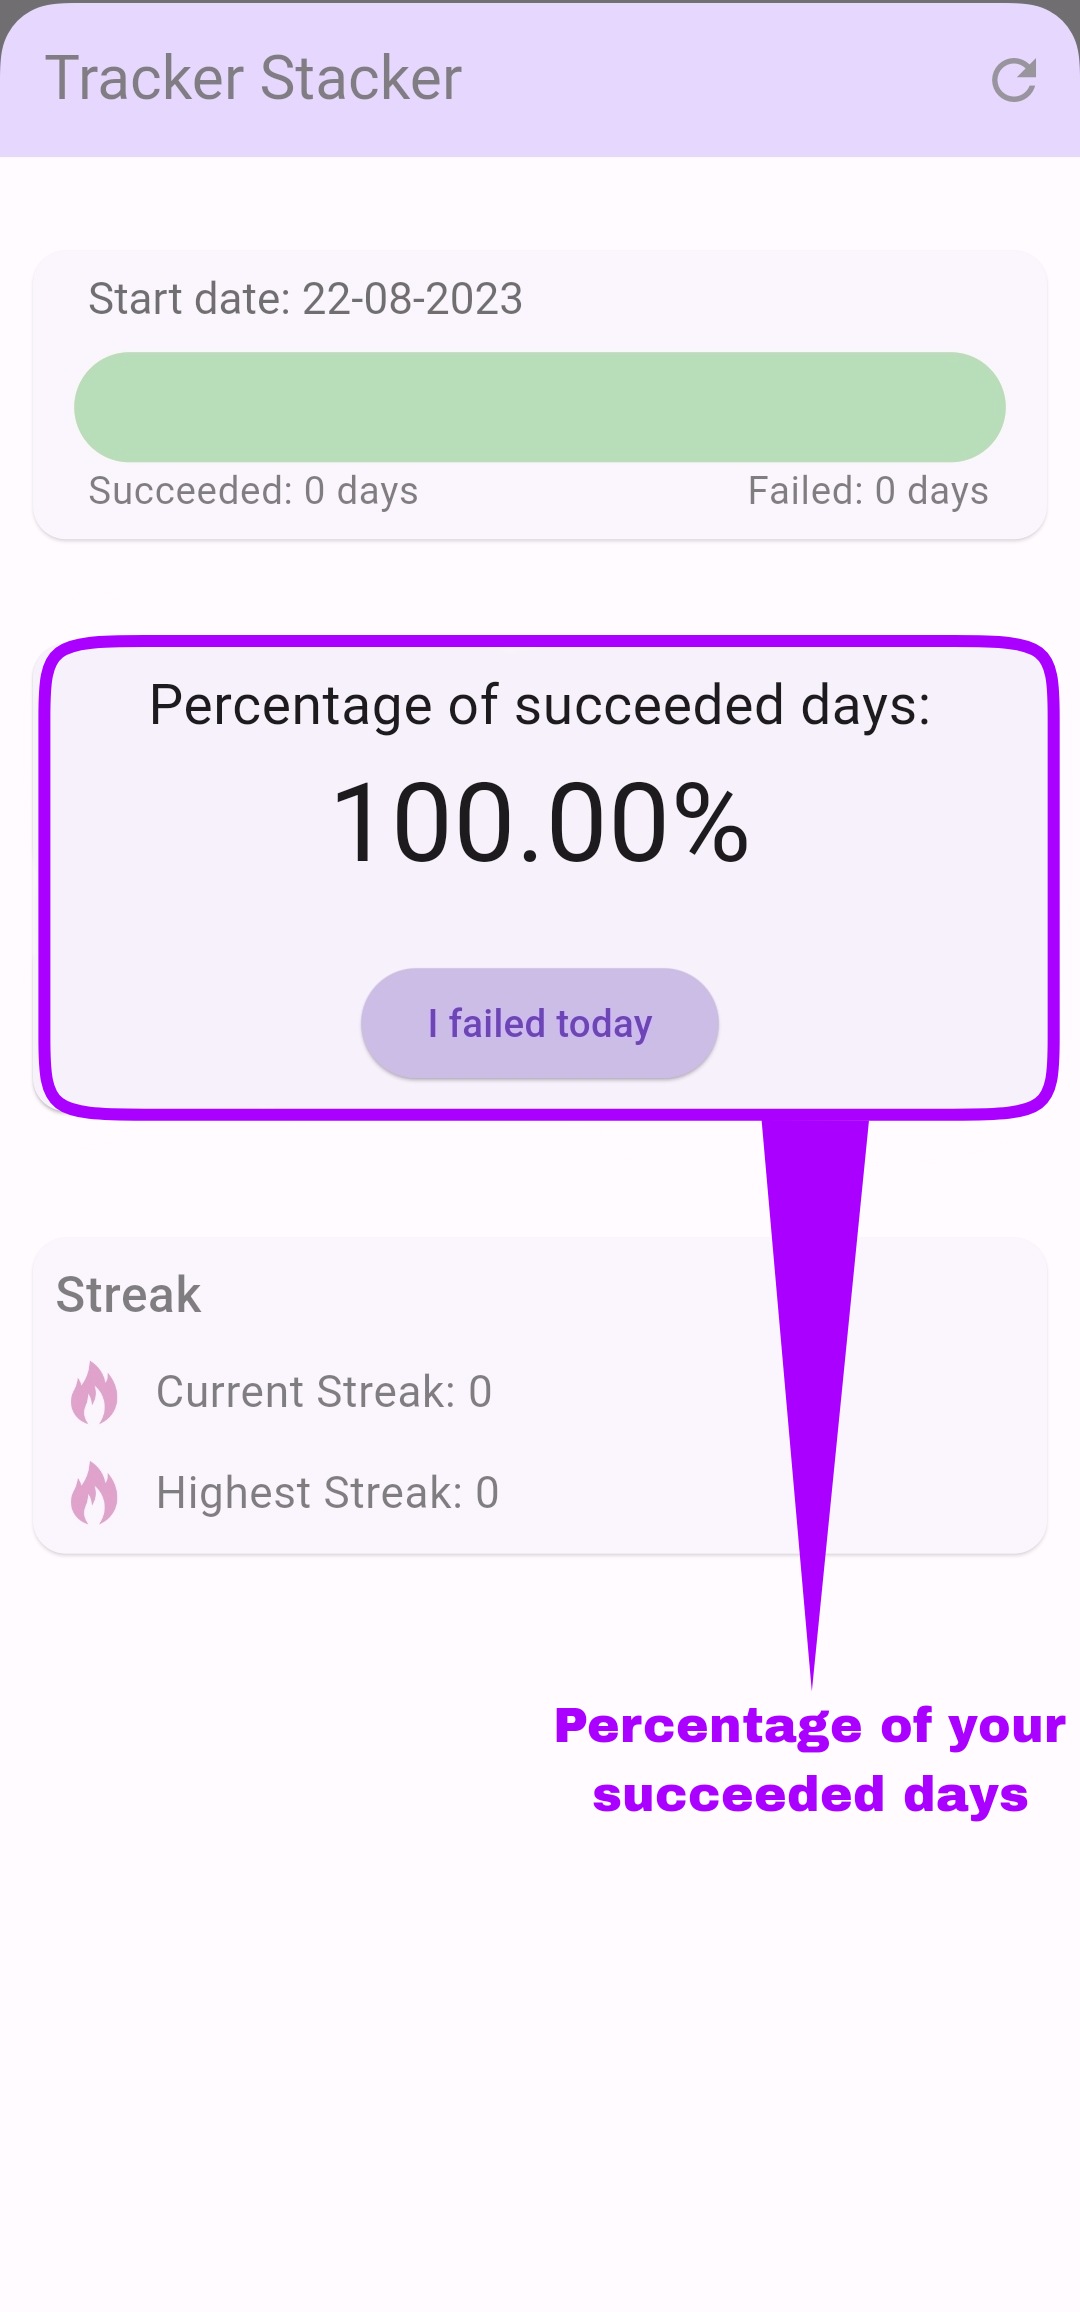 Tracker Stacker
Start date: 22-08-2023
Succeeded: 0 days
Failed: 0 days
Percentage of succeeded days:
100.00%
I failed today
Streak
Current Streak: 0
Highest Streak: 0
Percentage of your
succeeded days